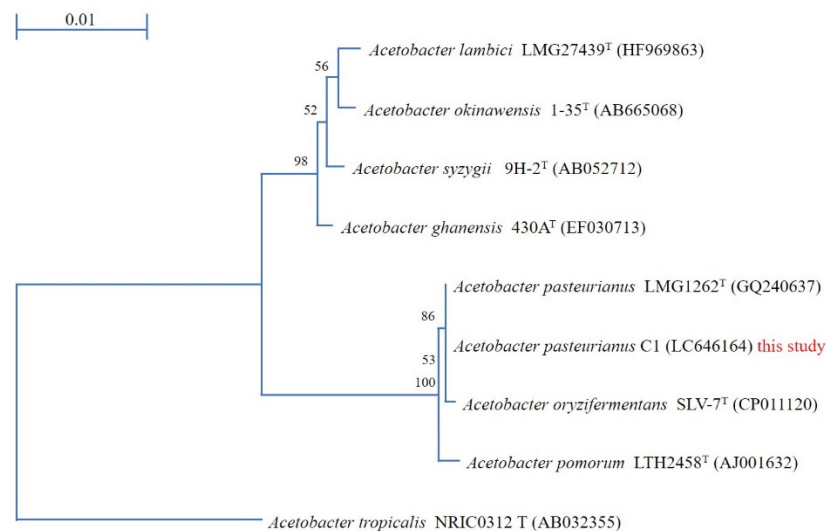 0.01
Acetobacter lambici LMG27439ᵀ (HF969863)
56
Acetobacter okinawensis 1-35ᵀ (AB665068)
52
Acetobacter syzygii 9H-2ᵀ (AB052712)
98
Acetobacter ghanensis 430Aᵀ (EF030713)
Acetobacter pasteurianus LMG1262ᵀ (GQ240637)
86
Acetobacter pasteurianus C1 (LC646164) this study
53
100
Acetobacter oryzifermentans SLV-7ᵀ (CP011120)
Acetobacter pomorum LTH2458ᵀ (AJ001632)
Acetobacter tropicalis NRIC0312 T (AB032355)